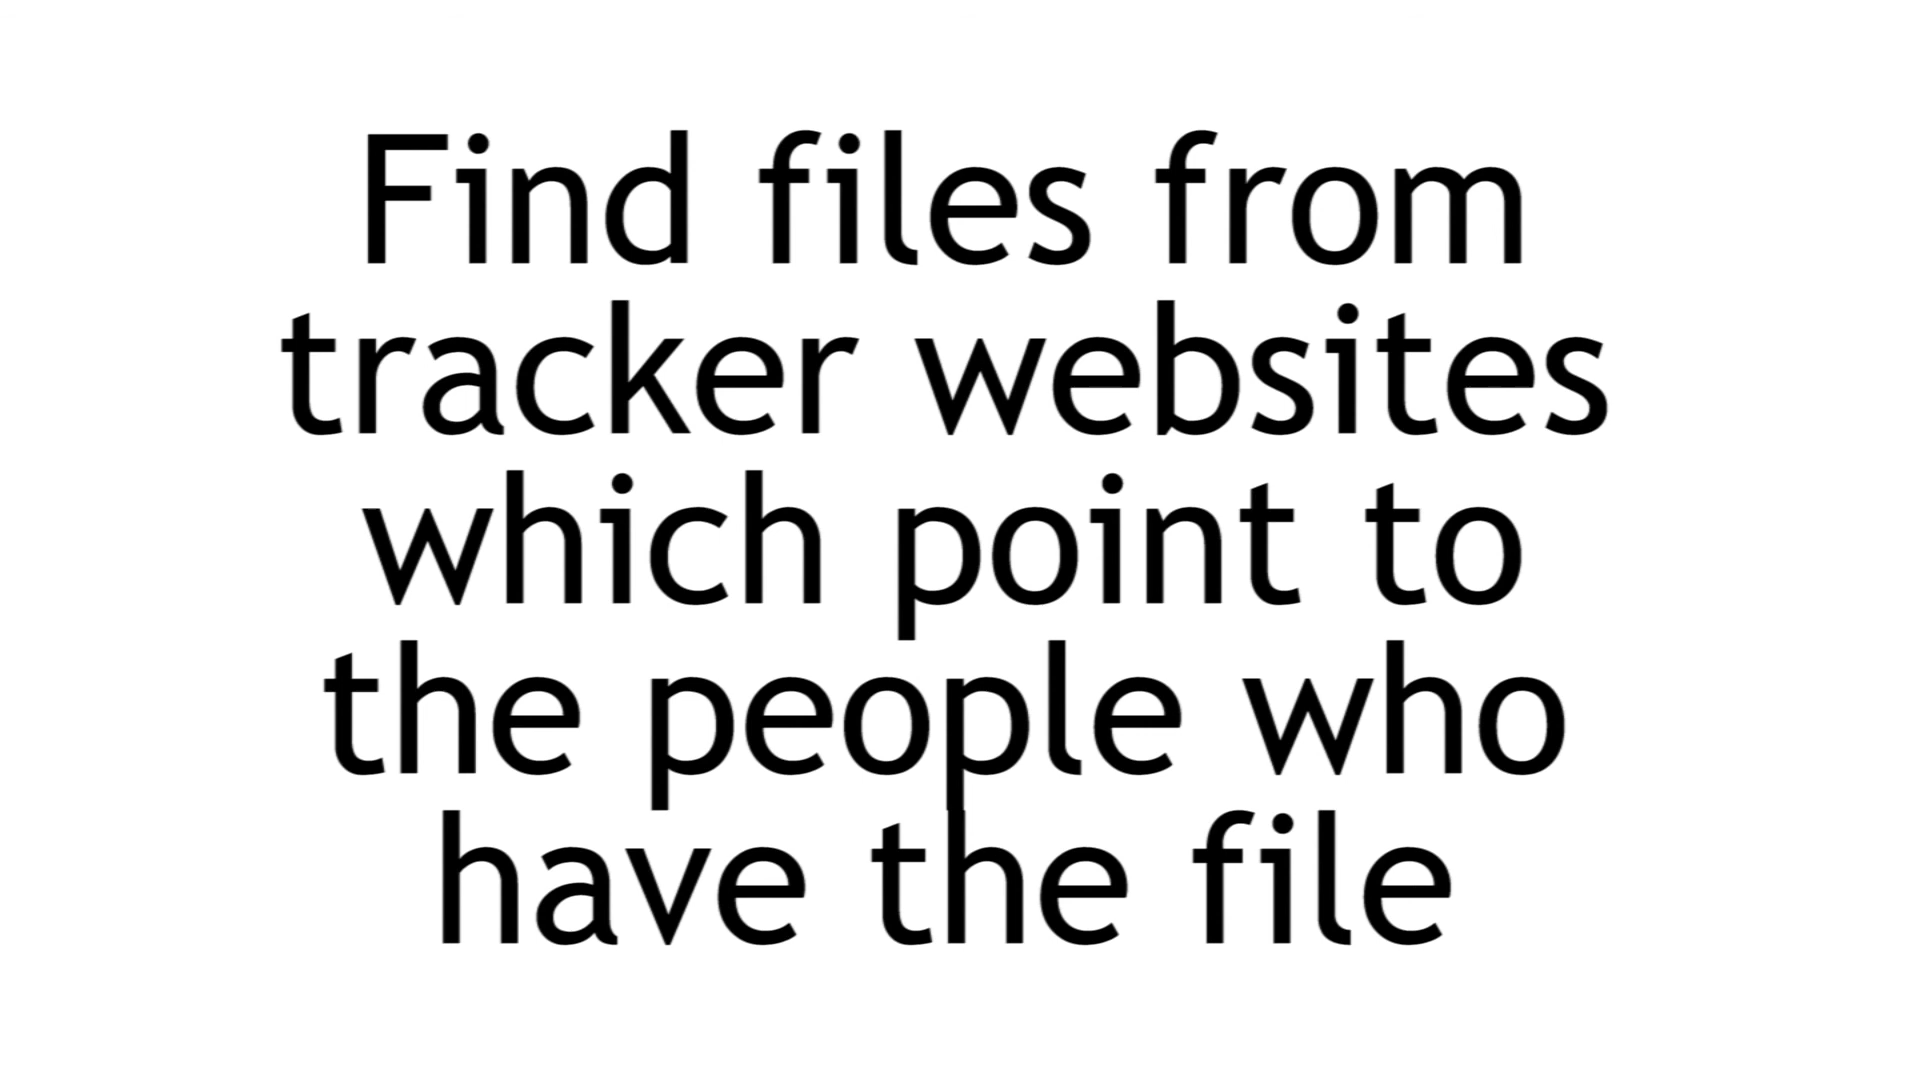 Find files from
tracker websites
which point to
the people who
have the file